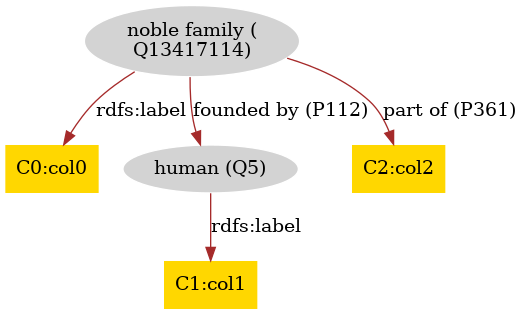 noble family (
Q13417114)
rdfs:label
founded by (P112)
part of (P361)
C0:col0
human (Q5)
C2:col2
rdfs:label
C1:col1